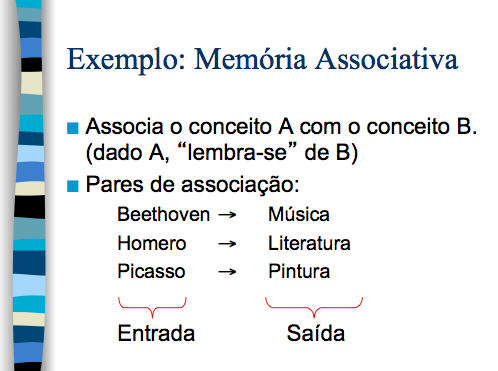 Exemplo: Memória Associativa
Associa o conceito A com o conceito B.
(dado A, “lembra-se” de B)
Pares de associação:
Beethoven → Música
Homero → Literatura
Picasso → Pintura
Entrada Saída